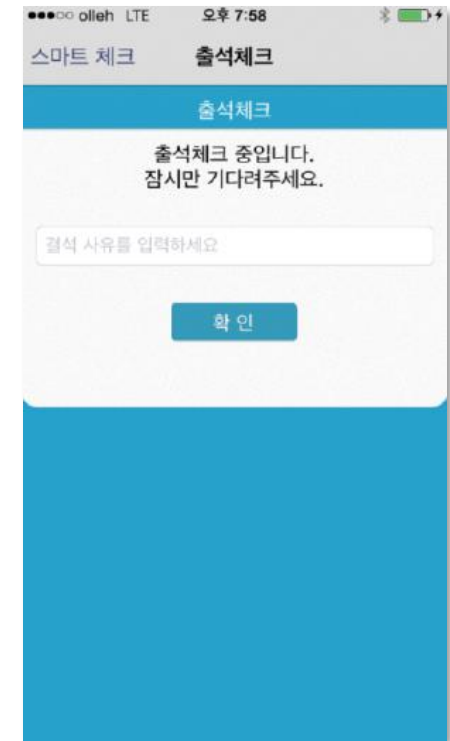 olleh LTE 오후 7:58
스마트 체크 출석체크
출석체크
출석체크 중입니다.
잠시만 기다려주세요.
결석 사유를 입력하세요
확 인